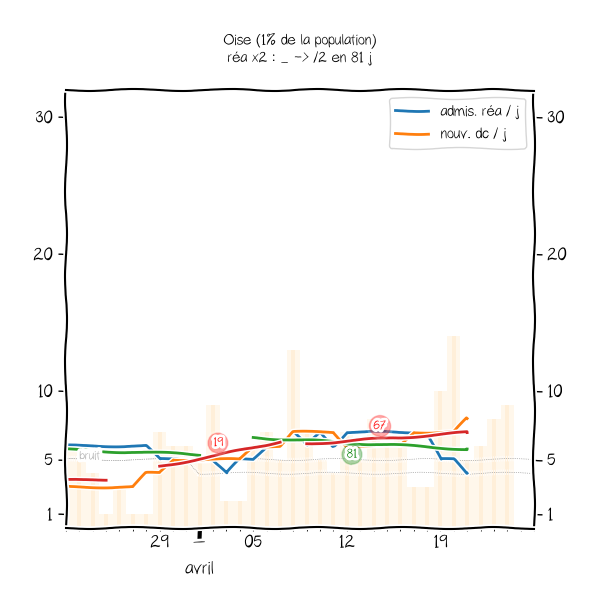 Oise (1% de la population)
réa x2 : _ -> /2 en 81 j
admis. réa / j
nouv. dc / j
30
30
20
20
10
10
19
67
81
bruit
5
5
1
1
29
05
12
19
avril